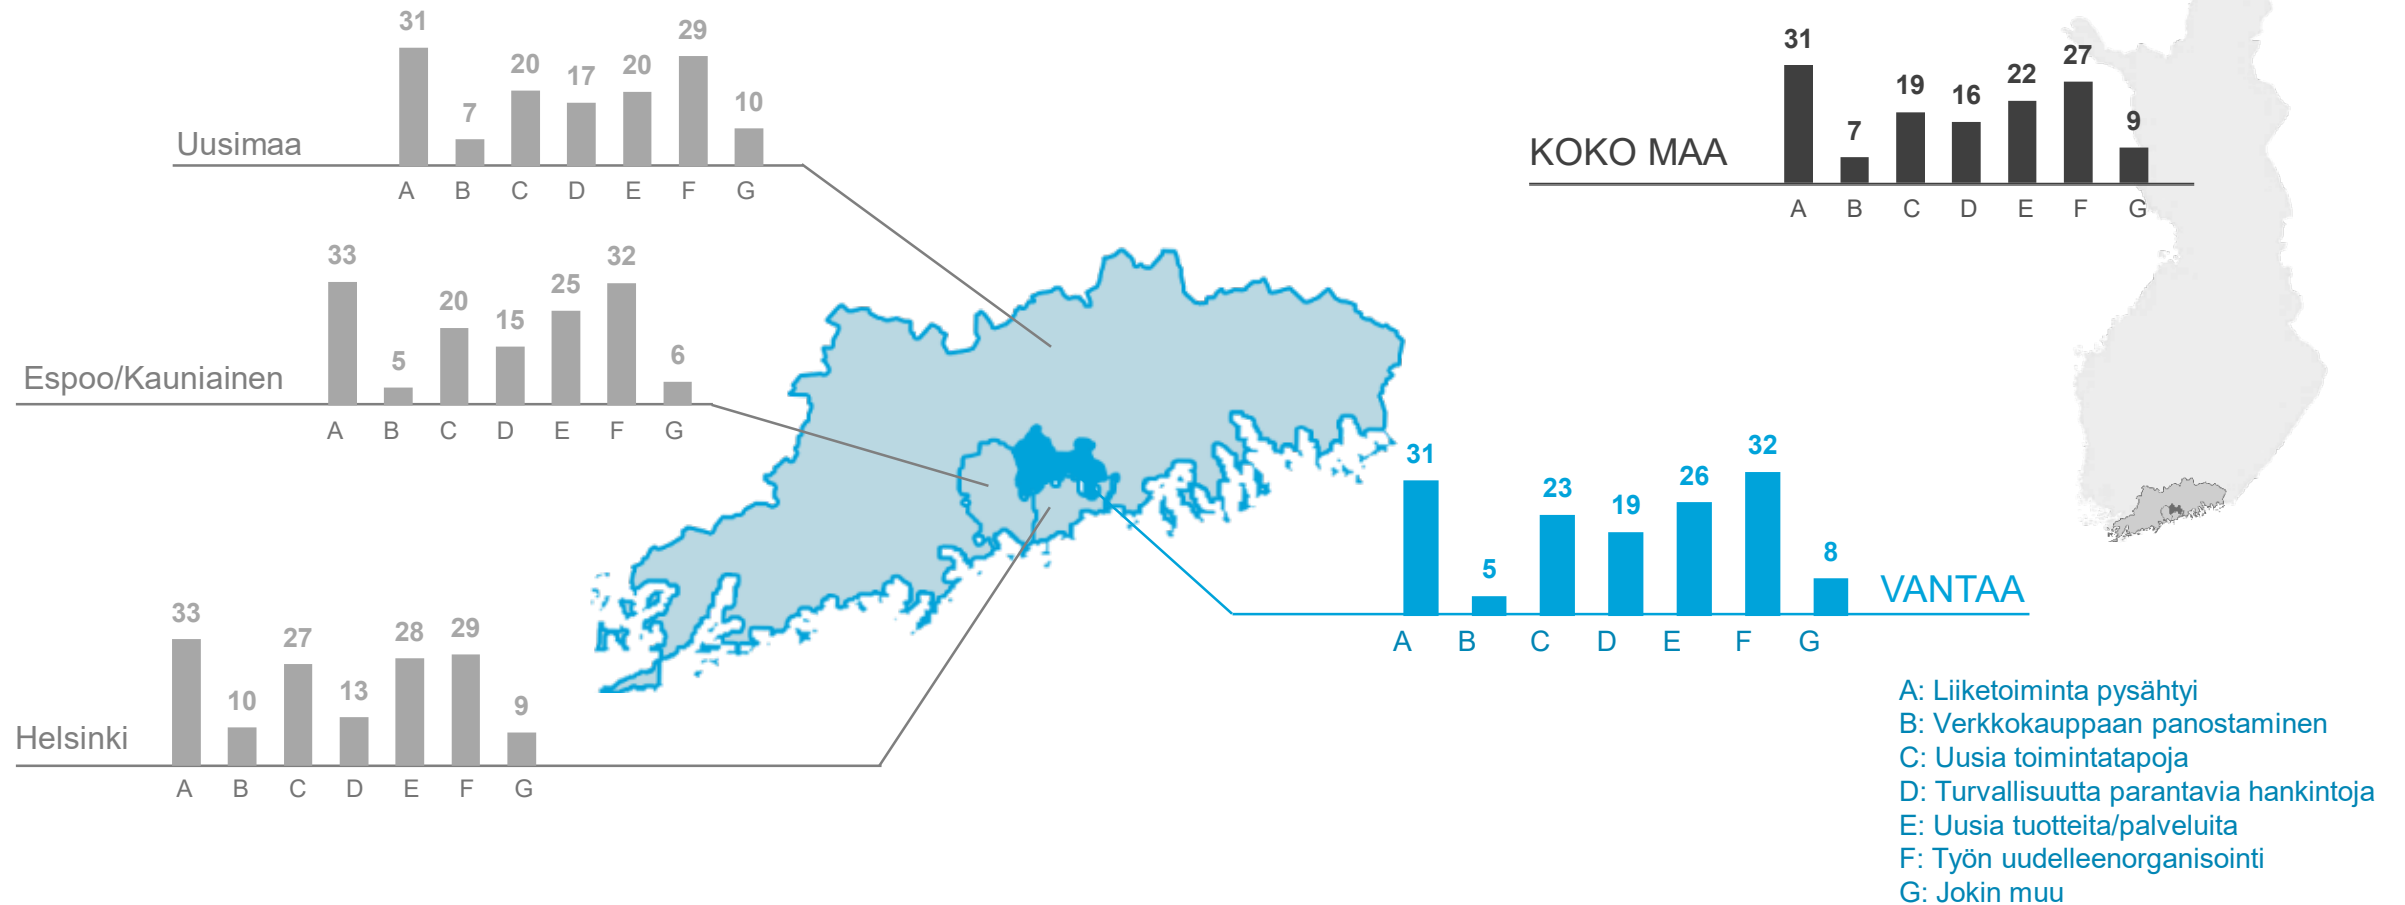 31 7 20 17 20 29 10
Uusimaa
A B C D E F G
31 7 19 16 22 27 9
KOKO MAA
A B C D E F G
33 5 20 15 25 32 6
Espoo/Kauniainen
A B C D E F G
31 5 23 19 26 32 8
VANTAA
A B C D E F G
33 10 27 13 28 29 9
Helsinki
A B C D E F G
A: Liiketoiminta pysähtyi
B: Verkkokauppaan panostaminen
C: Uusia toimintatapoja
D: Turvallisuutta parantavia hankintoja
E: Uusia tuotteita/palveluita
F: Työn uudelleenorganisointi
G: Jokin muu